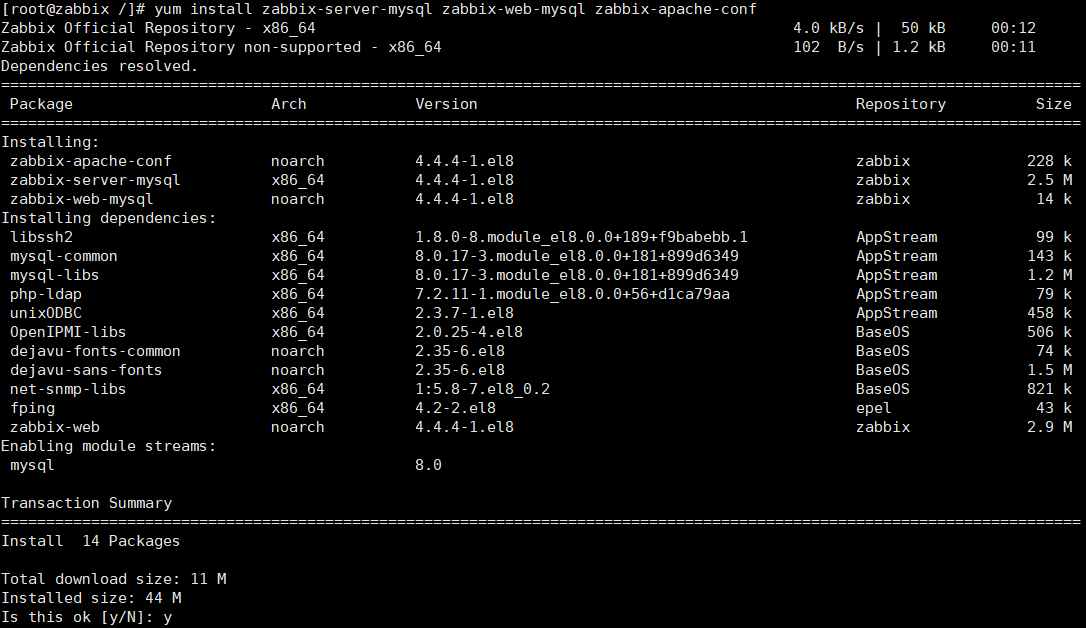 [root@zabbix /]# yum install zabbix-server-mysql zabbix-web-mysql zabbix-apache-conf
Zabbix Official Repository - x86_64 4.0 kB/s | 50 kB 00:12
Zabbix Official Repository non-supported - x86_64 102 B/s | 1.2 kB 00:11
Dependencies resolved.
========================================================================================================================
Package Arch Version Repository Size
========================================================================================================================
Installing:
zabbix-apache-conf noarch 4.4.4-1.el8 zabbix 228 k
zabbix-server-mysql x86_64 4.4.4-1.el8 zabbix 2.5 M
zabbix-web-mysql noarch 4.4.4-1.el8 zabbix 14 k
Installing dependencies:
libssh2 x86_64 1.8.0-8.module_el8.0.0+189+f9babebb.1 AppStream 99 k
mysql-common x86_64 8.0.17-3.module_el8.0.0+181+899d6349 AppStream 143 k
mysql-libs x86_64 8.0.17-3.module_el8.0.0+181+899d6349 AppStream 1.2 M
php-ldap x86_64 7.2.11-1.module_el8.0.0+56+d1ca79aa AppStream 79 k
unixODBC x86_64 2.3.7-1.el8 AppStream 458 k
OpenIPMI-libs x86_64 2.0.25-4.el8 BaseOS 506 k
dejavu-fonts-common noarch 2.35-6.el8 BaseOS 74 k
dejavu-sans-fonts noarch 2.35-6.el8 BaseOS 1.5 M
net-snmp-libs x86_64 1:5.8-7.el8_0.2 BaseOS 821 k
fping x86_64 4.2-2.el8 epel 43 k
zabbix-web noarch 4.4.4-1.el8 zabbix 2.9 M
Enabling module streams:
mysql 8.0
Transaction Summary
========================================================================================================================
Install 14 Packages
Total download size: 11 M
Installed size: 44 M
Is this ok [y/N]: y